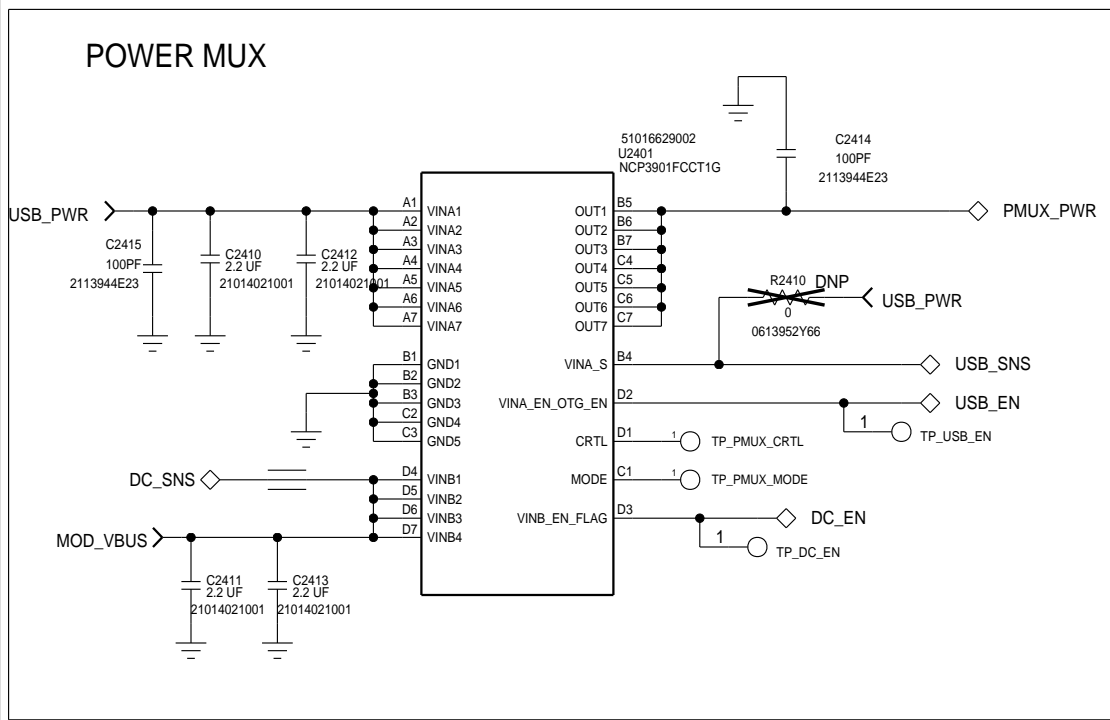 POWER MUX
51016629002
U2401
NCP3901FCCT1G
C2414
100PF
2113944E23
USB_PWR
C2415
100PF
2113944E23
C2410
2.2 UF
21014021001
C2412
2.2 UF
21014021001
A1 VINA1
A2 VINA2
A3 VINA3
A4 VINA4
A5 VINA5
A6 VINA6
A7 VINA7
B1 GND1
B2 GND2
B3 GND3
C2 GND4
C3 GND5
D4 VINB1
D5 VINB2
D6 VINB3
D7 VINB4
OUT1 B5
OUT2 B6
OUT3 B7
OUT4 C4
OUT5 C5
OUT6 C6
OUT7 C7
VINA_S B4
VINA_EN_OTG_EN D2
CRTL D1
MODE C1
VINB_EN_FLAG D3
PMUX_PWR
R2410 DNP
0
0613952Y66
USB_PWR
USB_SNS
USB_EN
1 TP_USB_EN
1 TP_PMUX_CRTL
1 TP_PMUX_MODE
DC_EN
1 TP_DC_EN
DC_SNS
MOD_VBUS
C2411
2.2 UF
21014021001
C2413
2.2 UF
21014021001